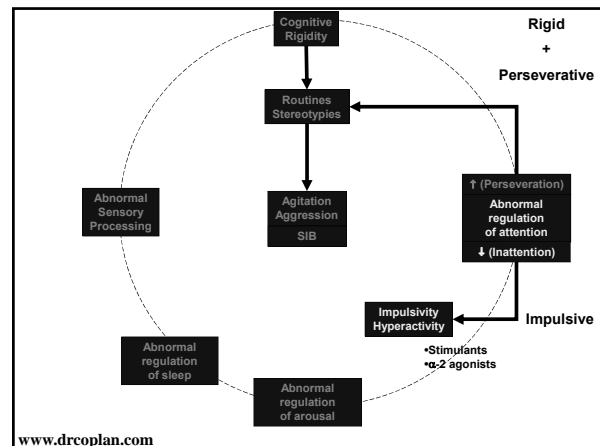 Cognitive
Rigidity
Rigid
+
Perseverative
Routines
Stereotypies
Abnormal
Sensory
Processing
Agitation
Aggression
SIB
↑ (Perseveration)
Abnormal
regulation
of attention
↓ (Inattention)
Impulsivity
Hyperactivity
Impulsive
•Stimulants
•α-2 agonists
Abnormal
regulation
of sleep
Abnormal
regulation
of arousal
www.drcoplan.com